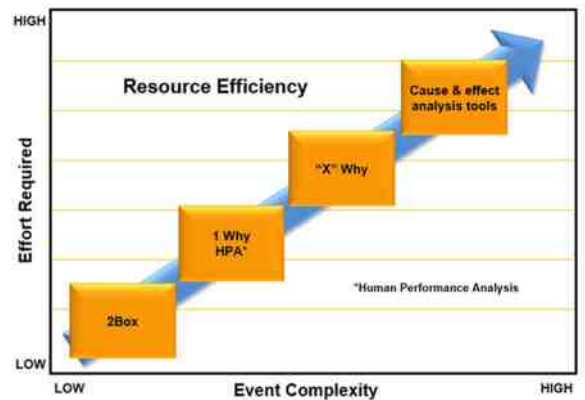 HIGH
Resource Efficiency
Cause & effect
analysis tools
"X" Why
1 Why
HPA*
*Human Performance Analysis
2Box
Effort Required
LOW
LOW
Event Complexity
HIGH